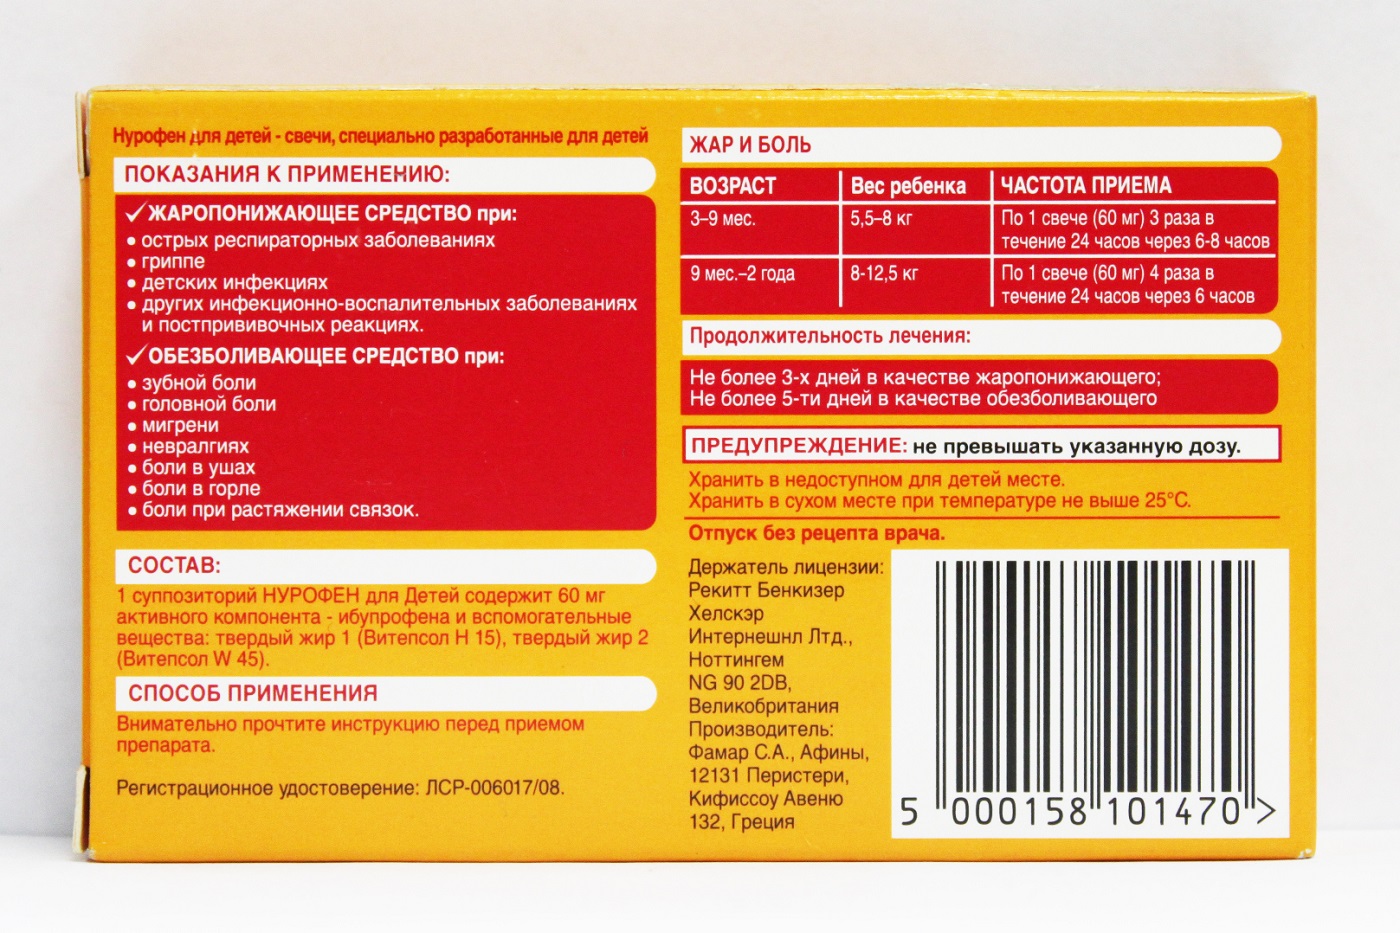 Нурофен для детей - свечи, специально разработанные для детей
ПОКАЗАНИЯ К ПРИМЕНЕНИЮ:
✓ЖАРОПОНИЖАЮЩЕЕ СРЕДСТВО при:
• острых респираторных заболеваниях
• гриппе
• детских инфекциях
• других инфекционно-воспалительных заболеваниях
и постпрививочных реакциях.
✓ОБЕЗБОЛИВАЮЩЕЕ СРЕДСТВО при:
• зубной боли
• головной боли
• мигрени
• невралгиях
• боли в ушах
• боли в горле
• боли при растяжении связок.
СОСТАВ:
1 суппозиторий НУРОФЕН для Детей содержит 60 мг
активного компонента - ибупрофена и вспомогательные
вещества: твердый жир 1 (Витепсол H 15), твердый жир 2
(Витепсол W 45).
СПОСОБ ПРИМЕНЕНИЯ
Внимательно прочтите инструкцию перед приемом
препарата.
Регистрационное удостоверение: ЛСР-006017/08.
ЖАР И БОЛЬ
ВОЗРАСТ Вес ребенка ЧАСТОТА ПРИЕМА
3–9 мес. 5,5–8 кг По 1 свече (60 мг) 3 раза в
течение 24 часов через 6-8 часов
9 мес.–2 года 8-12,5 кг По 1 свече (60 мг) 4 раза в
течение 24 часов через 6 часов
Продолжительность лечения:
Не более 3-х дней в качестве жаропонижающего;
Не более 5-ти дней в качестве обезболивающего
ПРЕДУПРЕЖДЕНИЕ: не превышать указанную дозу.
Хранить в недоступном для детей месте.
Хранить в сухом месте при температуре не выше 25°C.
Отпуск без рецепта врача.
Держатель лицензии:
Рекитт Бенкизер
Хелскэр
Интернешнл Лтд.,
Ноттингем
NG 90 2DB,
Великобритания
Производитель:
Фамар С.А., Афины,
12131 Перистери,
Кифиссоу Авеню
132, Греция
5 000158 101470 >